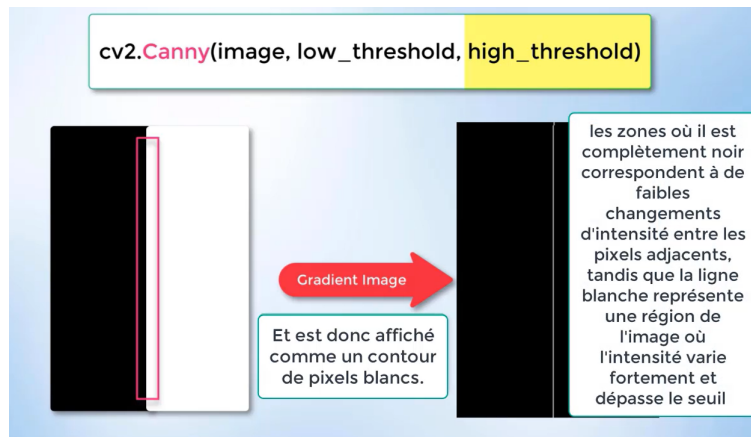 cv2.Canny(image, low_threshold, high_threshold)
Gradient Image
Et est donc affiché
comme un contour
de pixels blancs.
les zones où il est
complètement noir
correspondent à de
faibles
changements
d'intensité entre les
pixels adjacents,
tandis que la ligne
blanche représente
une région de
l'image où
l'intensité varie
fortement et
dépasse le seuil